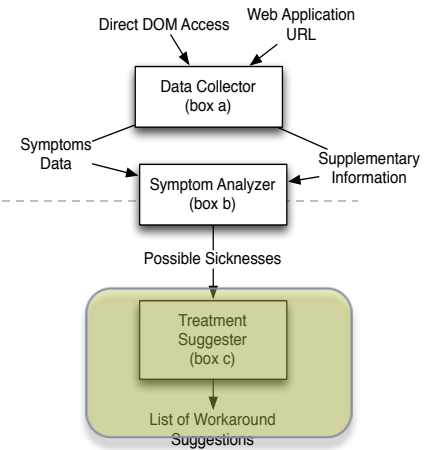 Direct DOM Access
Web Application
URL
Data Collector
(box a)
Symptoms
Data
Supplementary
Information
Symptom Analyzer
(box b)
Possible Sicknesses
Treatment
Suggester
(box c)
List of Workaround
Suggestions